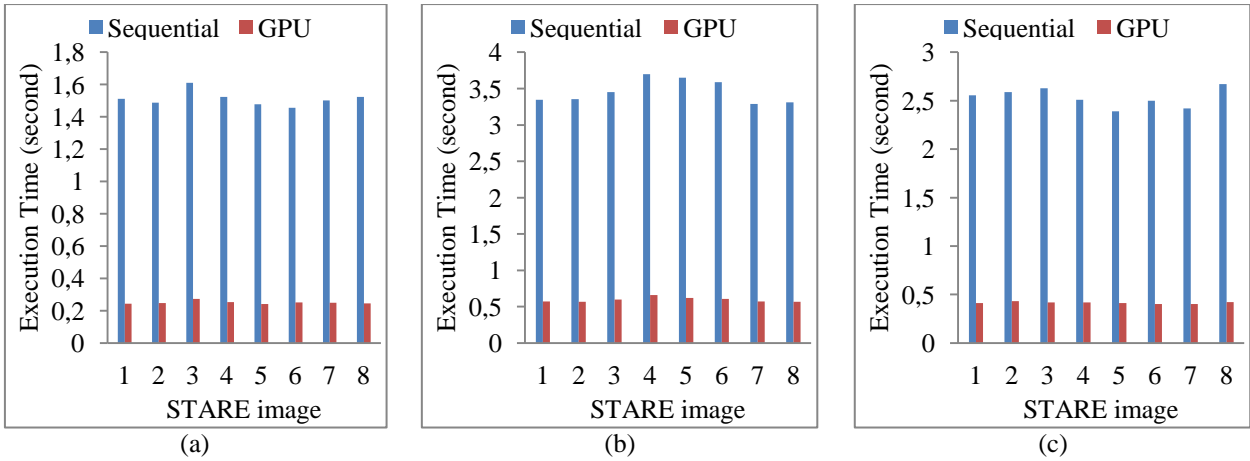 Sequential GPU
Execution Time (second)
1,8
1,6
1,4
1,2
1
0,8
0,6
0,4
0,2
0
1 2 3 4 5 6 7 8
STARE image
(a)
Sequential GPU
Execution Time (second)
4
3,5
3
2,5
2
1,5
1
0,5
0
1 2 3 4 5 6 7 8
STARE image
(b)
Sequential GPU
Execution Time (second)
3
2,5
2
1,5
1
0,5
0
1 2 3 4 5 6 7 8
STARE image
(c)